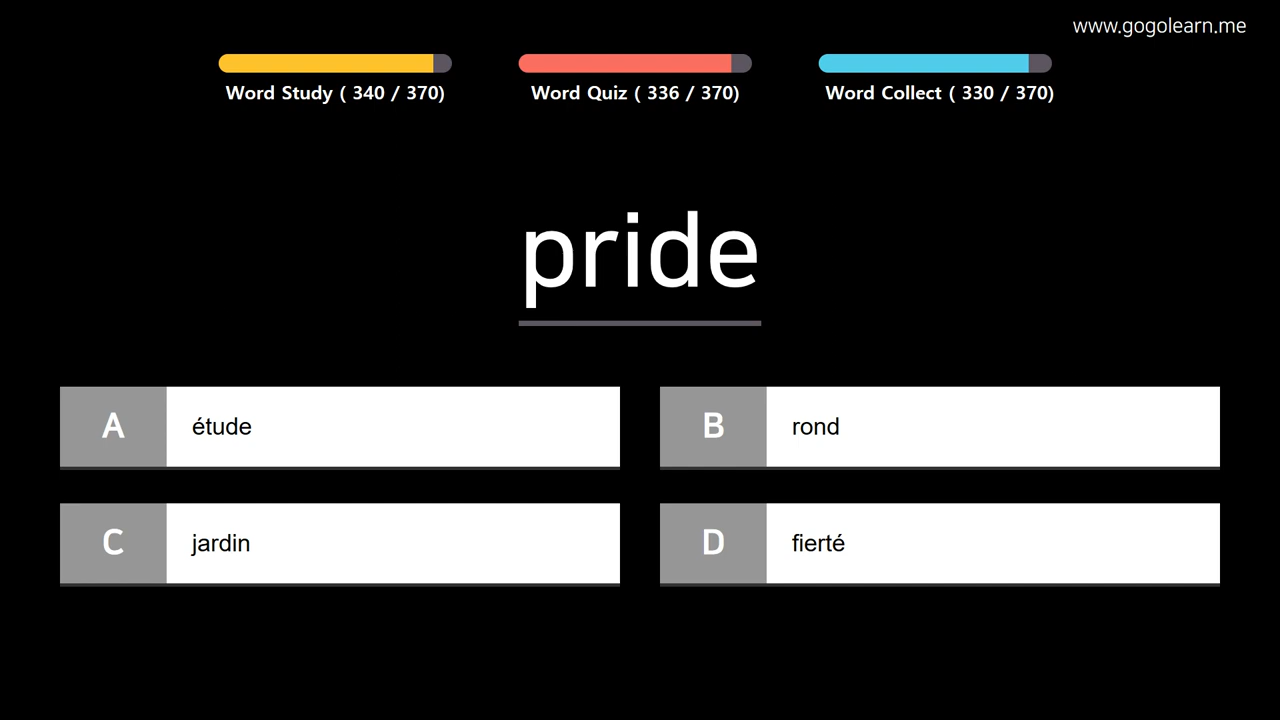 www.gogolearn.me
Word Study ( 340 / 370)
Word Quiz ( 336 / 370)
Word Collect ( 330 / 370)
pride
A étude
B rond
C jardin
D fierté